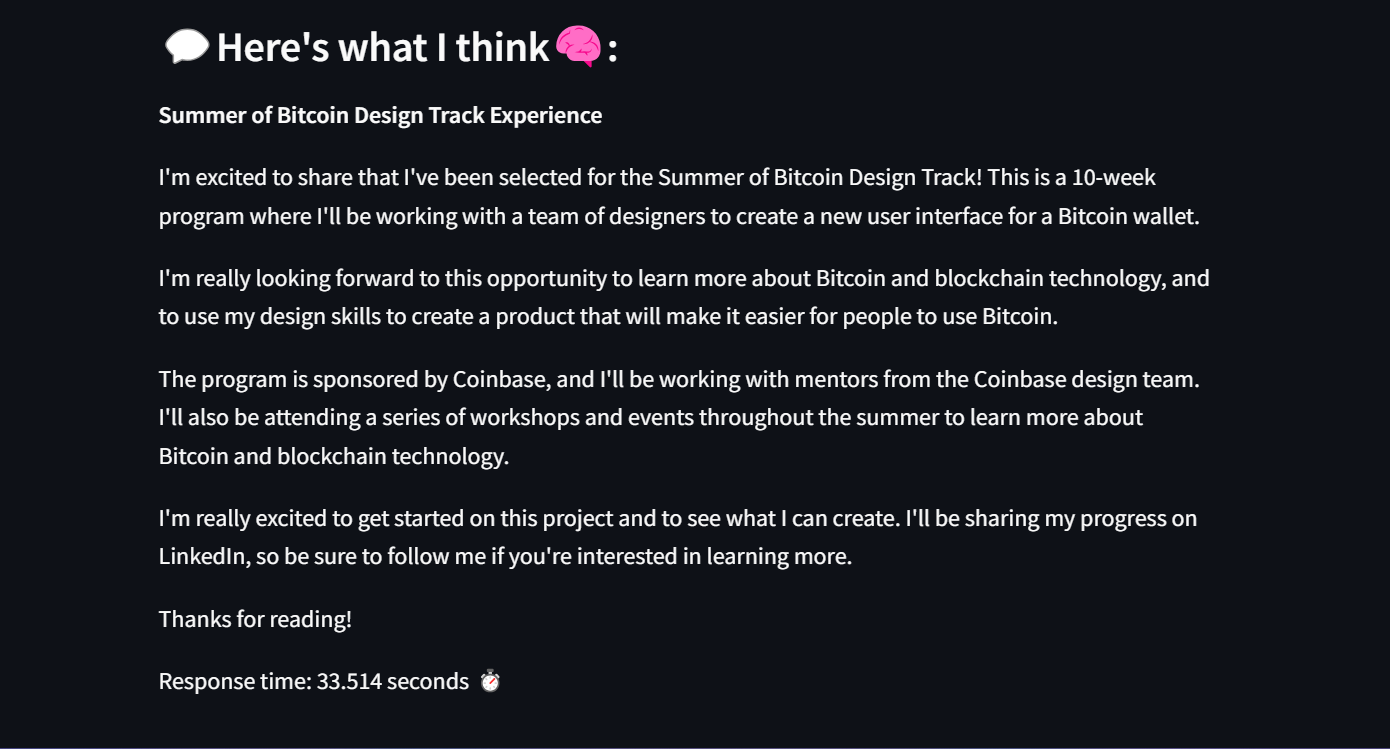 💬Here's what I think🧠:
Summer of Bitcoin Design Track Experience
I'm excited to share that I've been selected for the Summer of Bitcoin Design Track! This is a 10-week
program where I'll be working with a team of designers to create a new user interface for a Bitcoin wallet.
I'm really looking forward to this opportunity to learn more about Bitcoin and blockchain technology, and
to use my design skills to create a product that will make it easier for people to use Bitcoin.
The program is sponsored by Coinbase, and I'll be working with mentors from the Coinbase design team.
I'll also be attending a series of workshops and events throughout the summer to learn more about
Bitcoin and blockchain technology.
I'm really excited to get started on this project and to see what I can create. I'll be sharing my progress on
LinkedIn, so be sure to follow me if you're interested in learning more.
Thanks for reading!
Response time: 33.514 seconds ⏱️